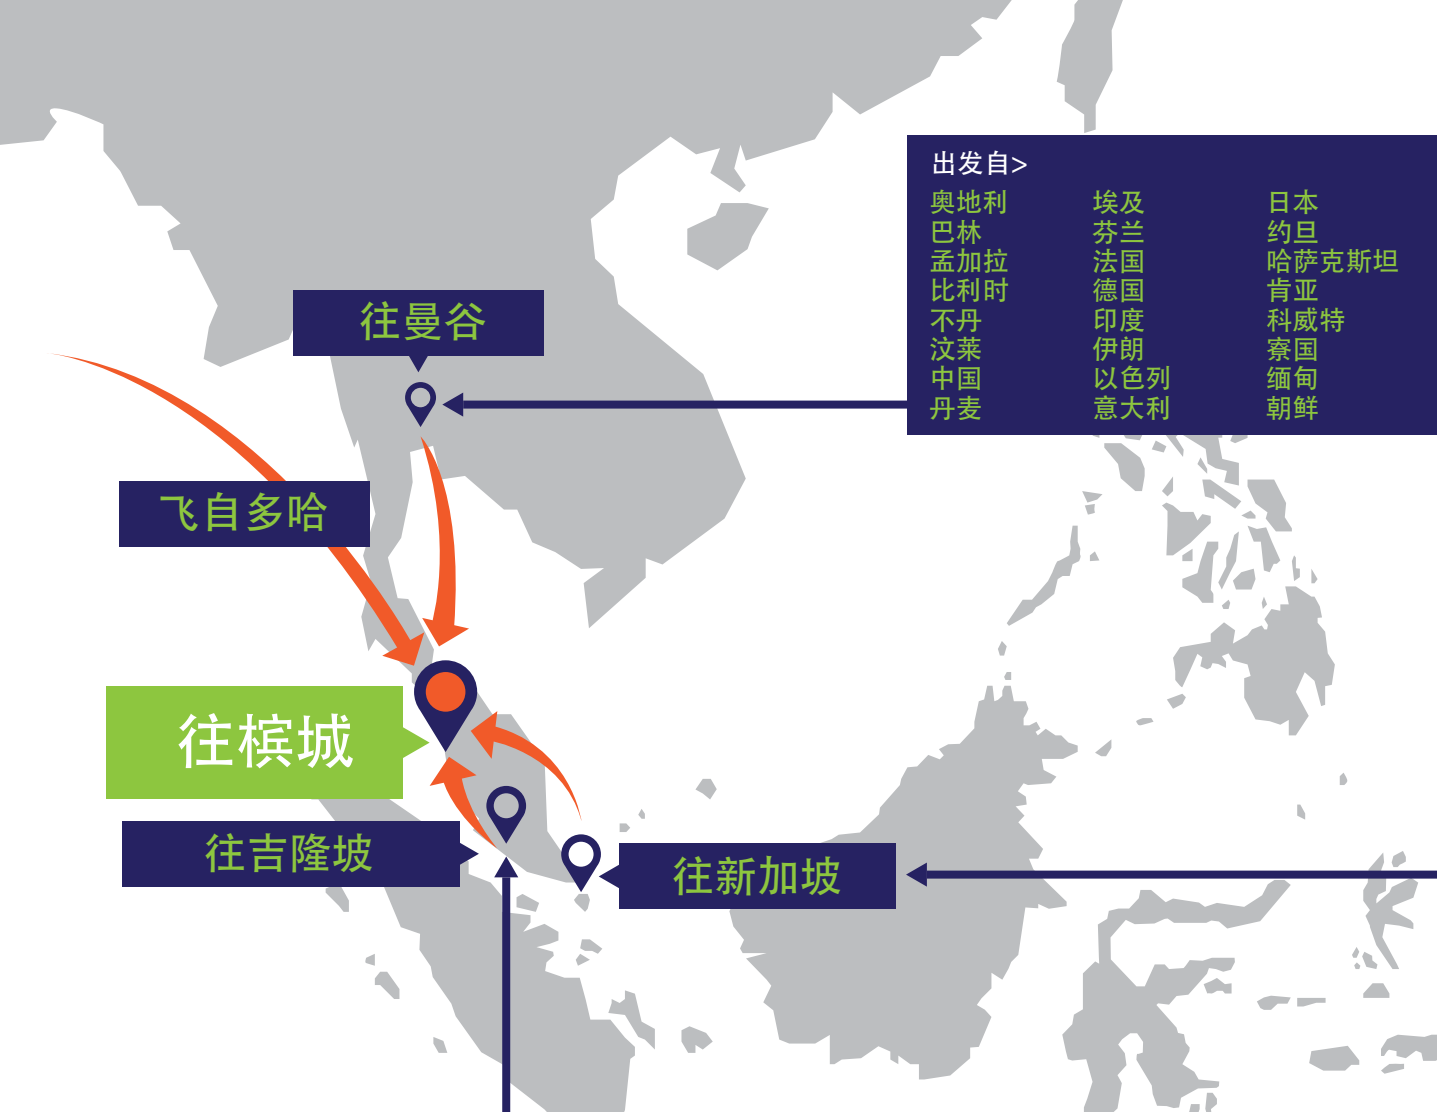 出发自>
奥地利
巴林
孟加拉
比利时
不丹
汶莱
中国
丹麦
埃及
芬兰
法国
德国
印度
伊朗
以色列
意大利
日本
约旦
哈萨克斯坦
肯亚
科威特
寮国
缅甸
朝鲜
往曼谷
飞自多哈
往槟城
往吉隆坡
往新加坡